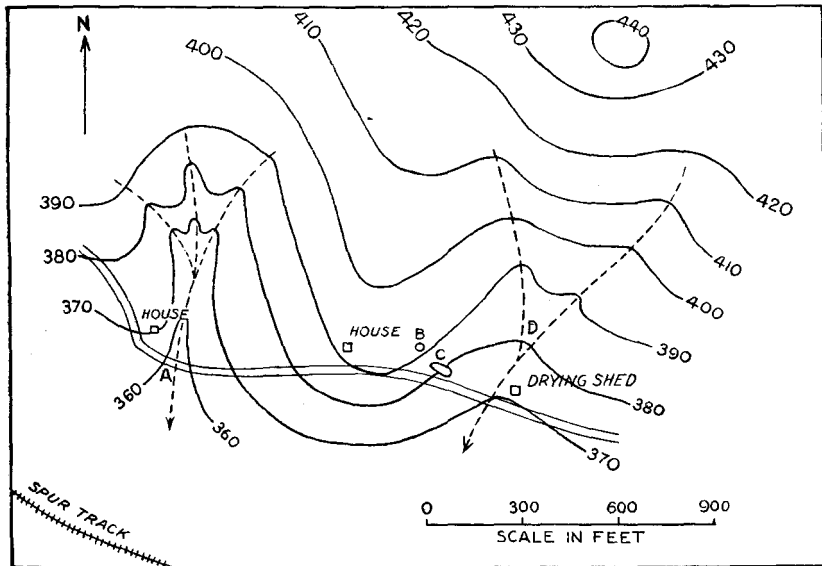 N
400
410
420
430
440
430
420
410
400
390
380
370
390
380
370
HOUSE
A
360
360
HOUSE
B
C
D
DRYING SHED
SPUR TRACK
0 300 600 900
SCALE IN FEET